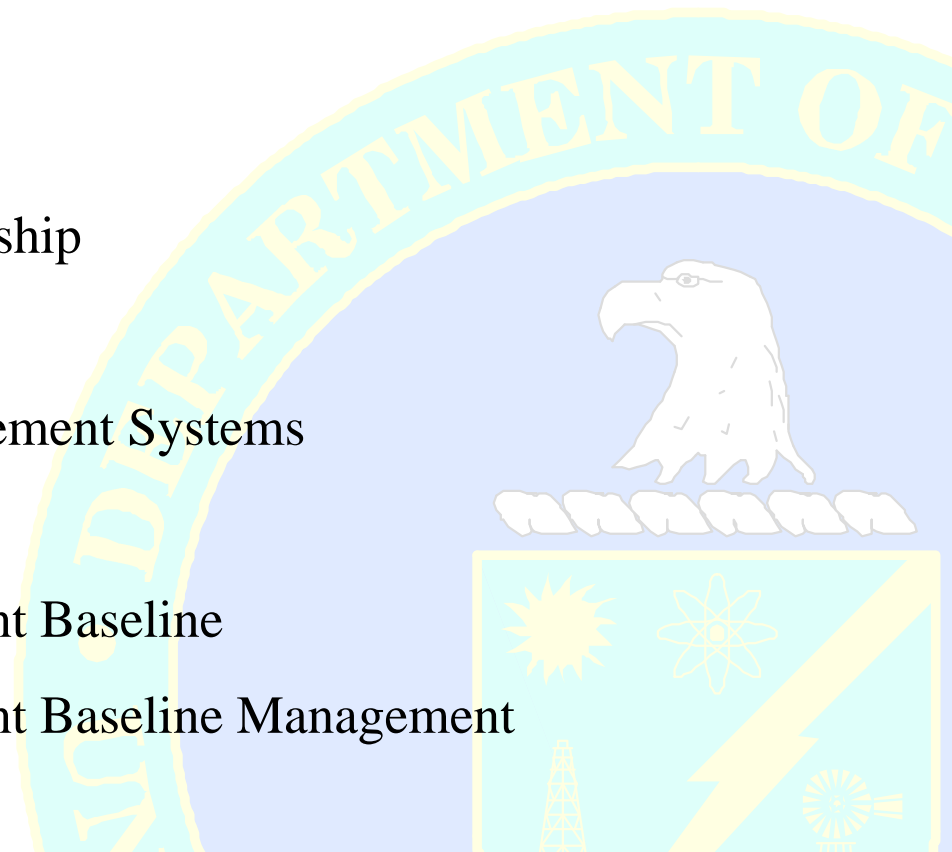 DEPARTMENT OF
ship
ement Systems
nt Baseline
nt Baseline Management